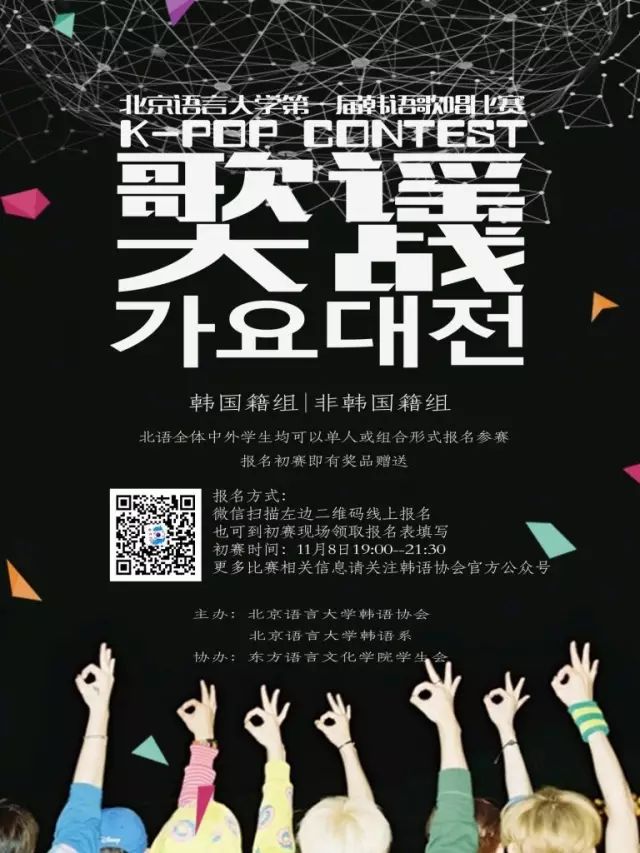 北京语言大学第一届韩语歌唱比赛
K-POP CONTEST
歌谣
大战
가요대전
韩国籍组|非韩国籍组
北语全体中外学生均可以单人或组合形式报名参赛
报名初赛即有奖品赠送
报名方式：
微信扫描左边二维码线上报名
也可到初赛现场领取报名表填写
初赛时间：11月8日19:00--21:30
更多比赛相关信息请关注韩语协会官方公众号
主办：北京语言大学韩语协会
北京语言大学韩语系
协办：东方语言文化学院学生会